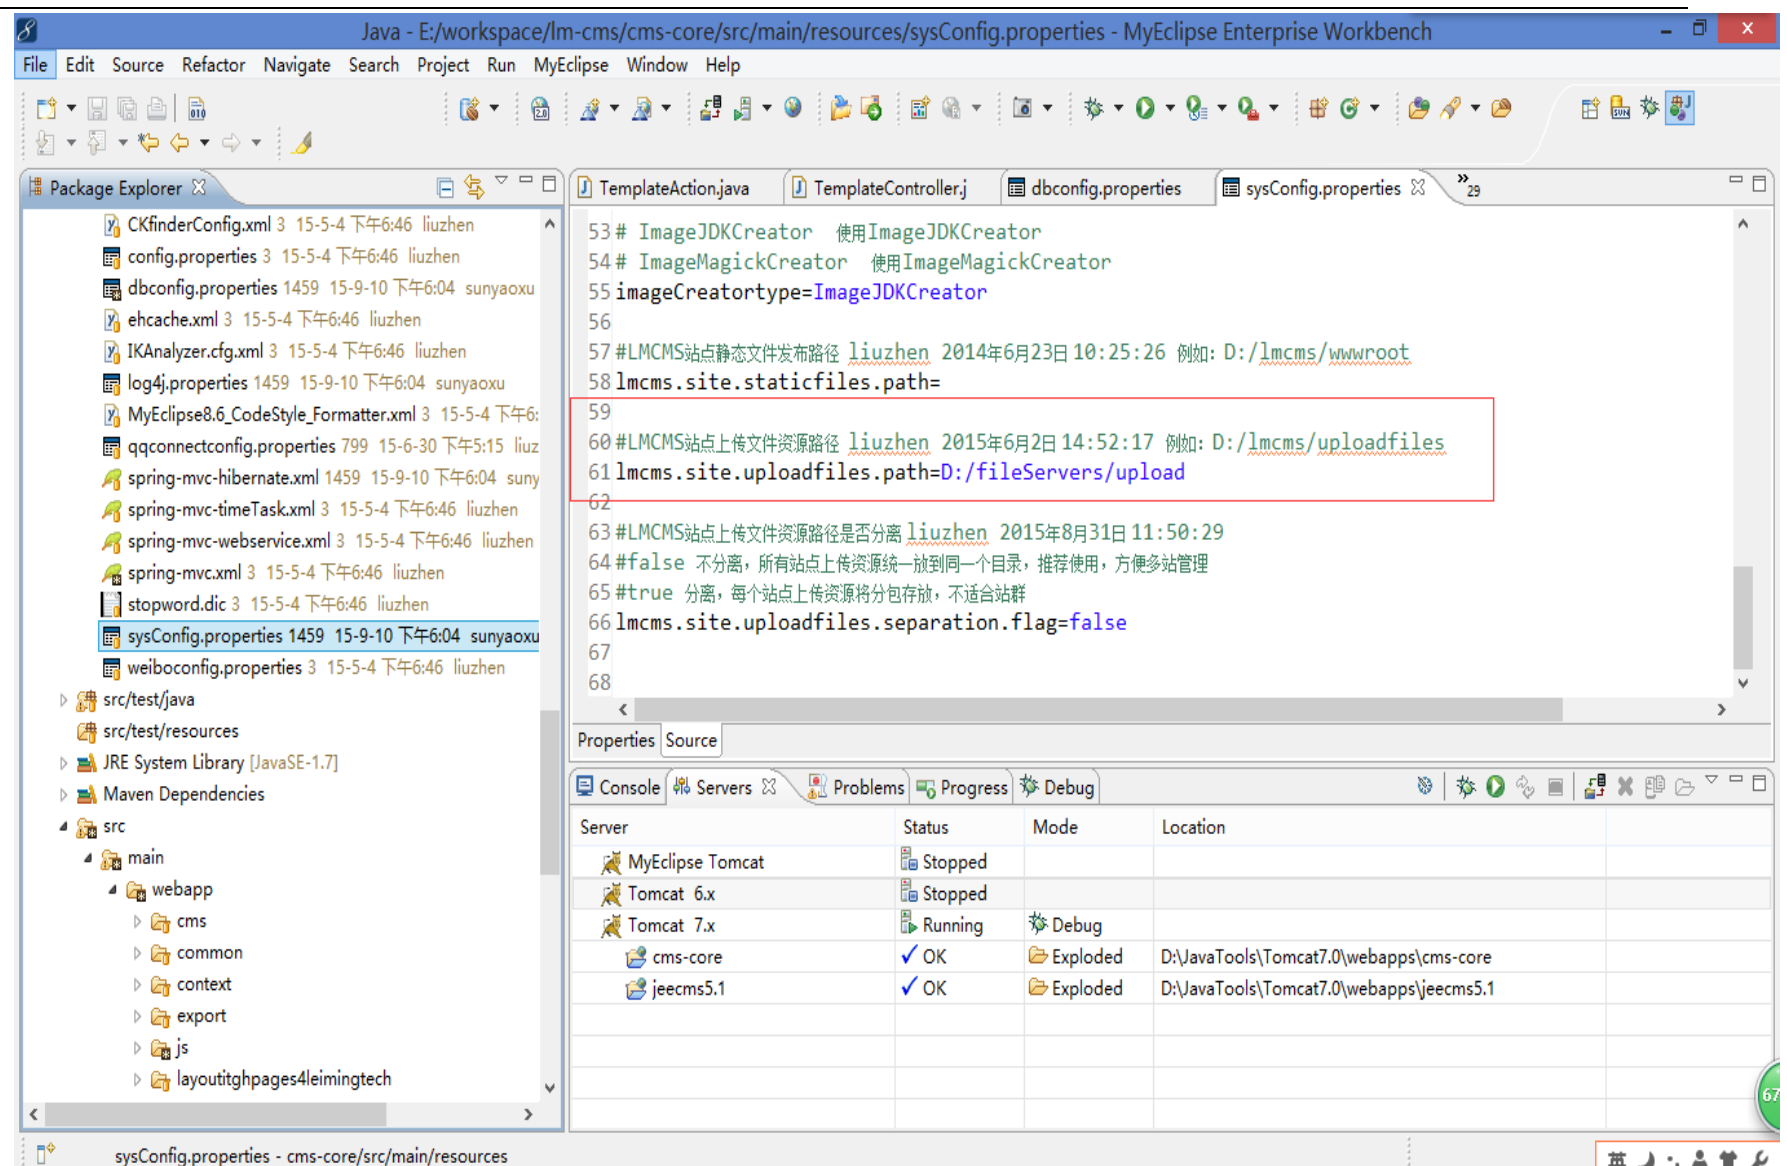 Java - E:/workspace/lm-cms/cms-core/src/main/resources/sysConfig.properties - MyEclipse Enterprise Workbench
File Edit Source Refactor Navigate Search Project Run MyEclipse Window Help
Package Explorer
CKfinderConfig.xml 3 15-5-4 下午6:46 liuzhen
config.properties 3 15-5-4 下午6:46 liuzhen
dbconfig.properties 1459 15-9-10 下午6:04 sunyaoxu
ehcache.xml 3 15-5-4 下午6:46 liuzhen
IKAnalyzer.cfg.xml 3 15-5-4 下午6:46 liuzhen
log4j.properties 1459 15-9-10 下午6:04 sunyaoxu
MyEclipse8.6_CodeStyle_Formatter.xml 3 15-5-4 下午6:
qqconnectconfig.properties 799 15-6-30 下午5:15 liuz
spring-mvc-hibernate.xml 1459 15-9-10 下午6:04 suny
spring-mvc-timeTask.xml 3 15-5-4 下午6:46 liuzhen
spring-mvc-webservice.xml 3 15-5-4 下午6:46 liuzhen
spring-mvc.xml 3 15-5-4 下午6:46 liuzhen
stopword.dic 3 15-5-4 下午6:46 liuzhen
sysConfig.properties 1459 15-9-10 下午6:04 sunyaoxu
weiboconfig.properties 3 15-5-4 下午6:46 liuzhen
src/test/java
src/test/resources
JRE System Library [JavaSE-1.7]
Maven Dependencies
src
main
webapp
cms
common
context
export
js
layoutitghpages4leimingtech
TemplateAction.java TemplateController.j dbconfig.properties sysConfig.properties »29
53 # ImageJDKCreator 使用ImageJDKCreator
54 # ImageMagickCreator 使用ImageMagickCreator
55 imageCreatortype=ImageJDKCreator
56
57 #LMCMS站点静态文件发布路径 liuzhen 2014年6月23日10:25:26 例如: D:/lmcms/wwwroot
58 lmcms.site.staticfiles.path=
59
60 #LMCMS站点上传文件资源路径 liuzhen 2015年6月2日14:52:17 例如: D:/lmcms/uploadfiles
61 lmcms.site.uploadfiles.path=D:/fileServers/upload
62
63 #LMCMS站点上传文件资源路径是否分离 liuzhen 2015年8月31日11:50:29
64 #false 不分离，所有站点上传资源统一放到同一个目录，推荐使用，方便多站管理
65 #true 分离，每个站点上传资源将分包存放，不适合站群
66 lmcms.site.uploadfiles.separation.flag=false
67
68
Properties Source
Console Servers Problems Progress Debug
Server Status Mode Location
MyEclipse Tomcat Stopped
Tomcat 6.x Stopped
Tomcat 7.x Running Debug
cms-core OK Exploded D:\JavaTools\Tomcat7.0\webapps\cms-core
jeecms5.1 OK Exploded D:\JavaTools\Tomcat7.0\webapps\jeecms5.1
67
sysConfig.properties - cms-core/src/main/resources
英